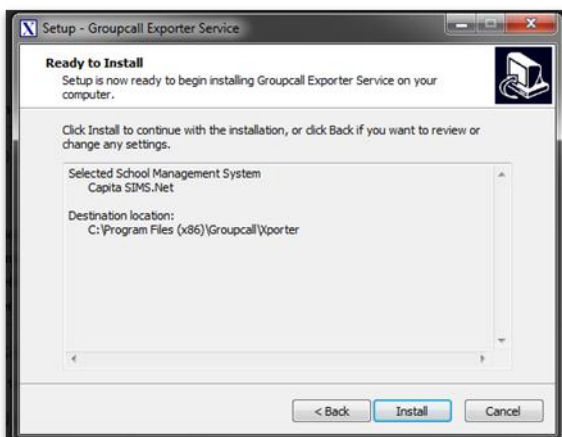 Setup - Groupcall Exporter Service
Ready to Install
Setup is now ready to begin installing Groupcall Exporter Service on your
computer.
Click Install to continue with the installation, or click Back if you want to review or
change any settings.
Selected School Management System
Capita SIMS.Net
Destination location:
C:\Program Files (x86)\Groupcall\Xporter
< Back
Install
Cancel